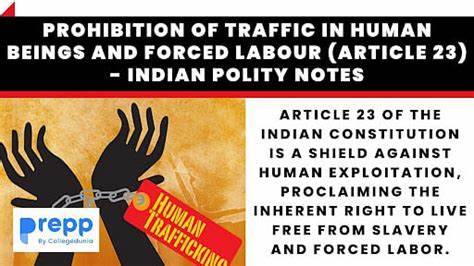 PROHIBITION OF TRAFFIC IN HUMAN
BEINGS AND FORCED LABOUR (ARTICLE 23)
- INDIAN POLITY NOTES
ARTICLE 23 OF THE
INDIAN CONSTITUTION
IS A SHIELD AGAINST
HUMAN EXPLOITATION,
PROCLAIMING THE
INHERENT RIGHT TO LIVE
FREE FROM SLAVERY
AND FORCED LABOR.
HUMAN
TRAFFICKING
prepp
By Collegedunia